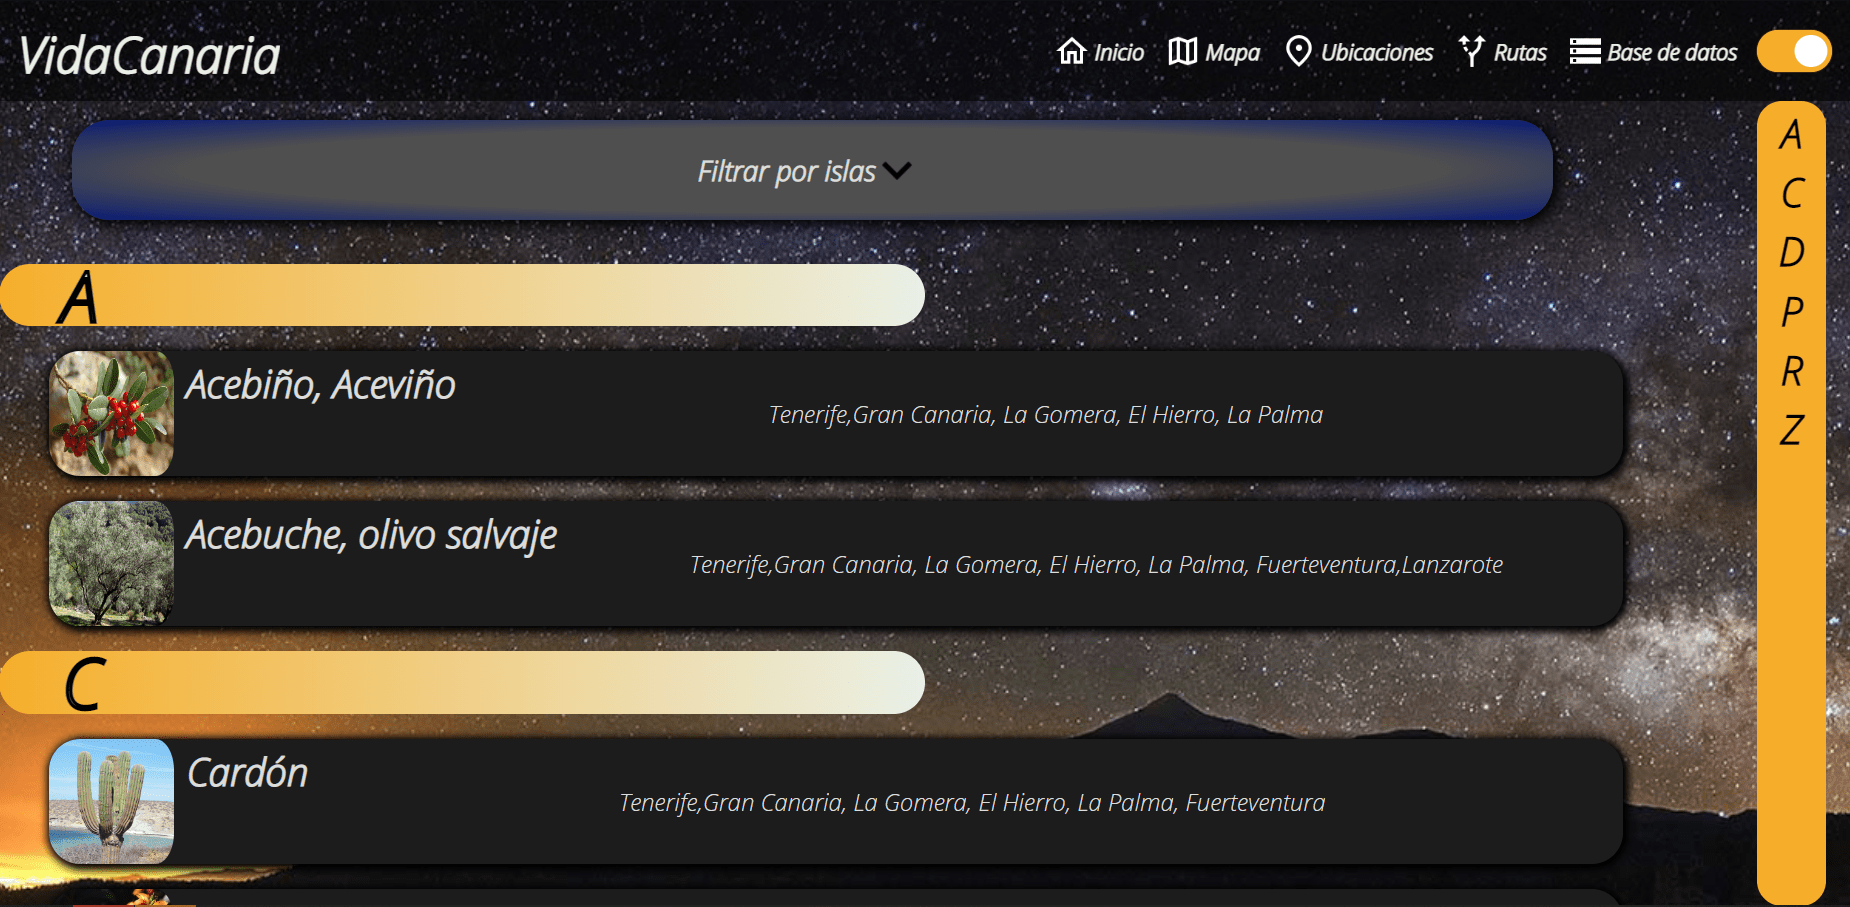 VidaCanaria
Inicio
Mapa
Ubicaciones
Rutas
Base de datos
Filtrar por islas
A
Acebiño, Aceviño
Tenerife,Gran Canaria, La Gomera, El Hierro, La Palma
Acebuche, olivo salvaje
Tenerife,Gran Canaria, La Gomera, El Hierro, La Palma, Fuerteventura,Lanzarote
C
Cardón
Tenerife,Gran Canaria, La Gomera, El Hierro, La Palma, Fuerteventura
A
C
D
P
R
Z